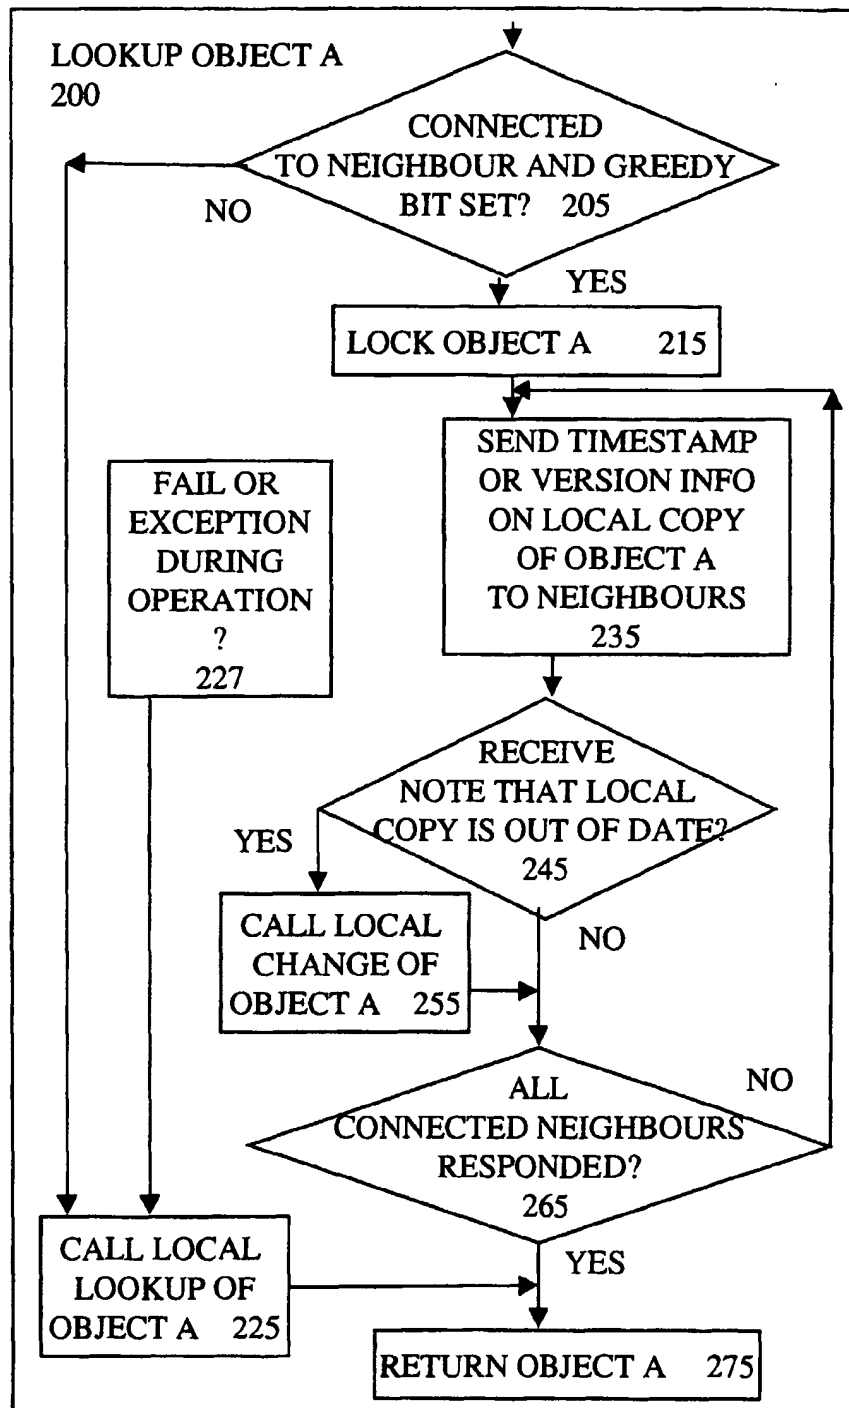 LOOKUP OBJECT A
200
CONNECTED
TO NEIGHBOUR AND GREEDY
BIT SET? 205
NO
YES
LOCK OBJECT A 215
SEND TIMESTAMP
OR VERSION INFO
ON LOCAL COPY
OF OBJECT A
TO NEIGHBOURS
235
FAIL OR
EXCEPTION
DURING
OPERATION
?
227
RECEIVE
NOTE THAT LOCAL
COPY IS OUT OF DATE?
245
YES
NO
CALL LOCAL
CHANGE OF
OBJECT A 255
ALL
CONNECTED NEIGHBOURS
RESPONDED?
265
NO
YES
CALL LOCAL
LOOKUP OF
OBJECT A 225
RETURN OBJECT A 275